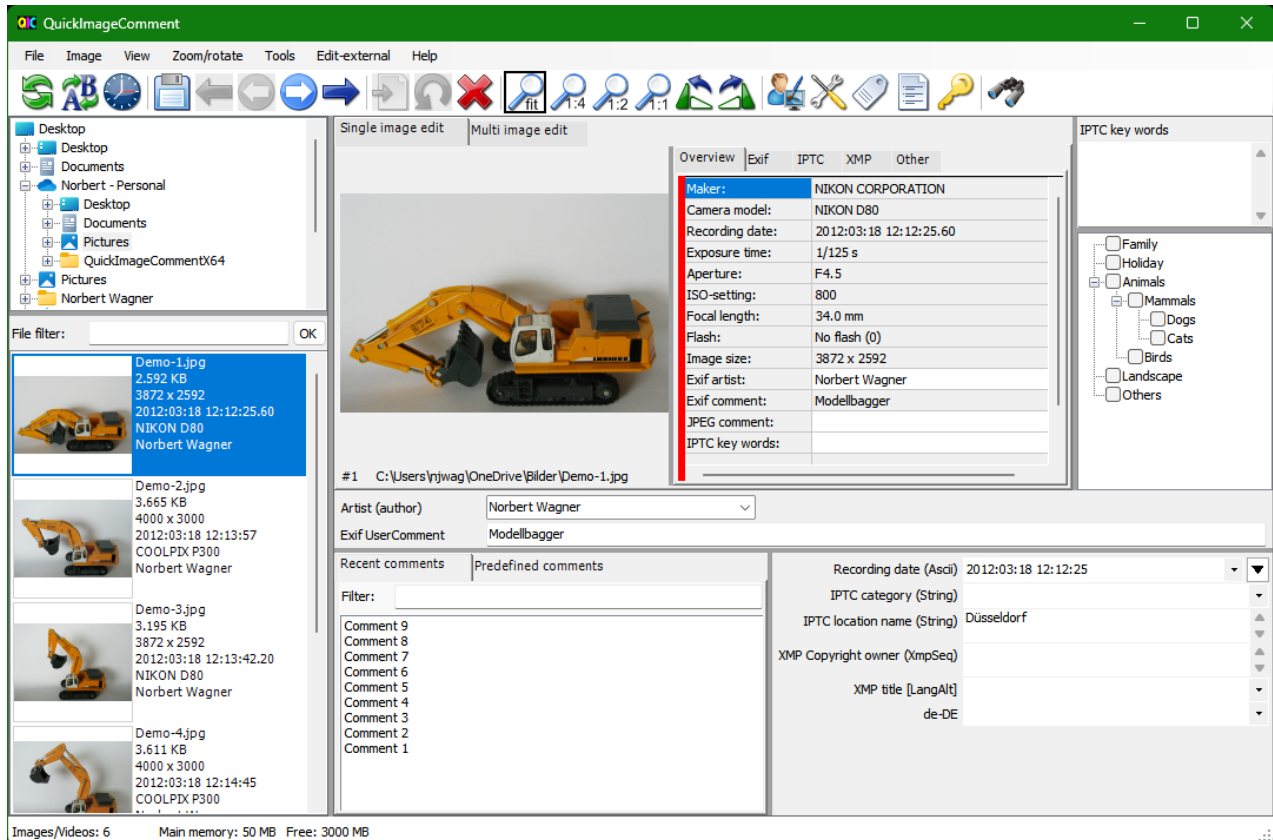 QIC QuickImageComment
File Image View Zoom/rotate Tools Edit-external Help
AB fit 1:4 1:2 1:1
Desktop
Desktop
Documents
Norbert - Personal
Desktop
Documents
Pictures
QuickImageCommentX64
Pictures
Norbert Wagner
File filter: OK
Demo-1.jpg
2.592 KB
3872 x 2592
2012:03:18 12:12:25.60
NIKON D80
Norbert Wagner
Demo-2.jpg
3.665 KB
4000 x 3000
2012:03:18 12:13:57
COOLPIX P300
Norbert Wagner
Demo-3.jpg
3.195 KB
3872 x 2592
2012:03:18 12:13:42.20
NIKON D80
Norbert Wagner
Demo-4.jpg
3.611 KB
4000 x 3000
2012:03:18 12:14:45
COOLPIX P300
Single image edit Multi image edit
LIEBHERR
#1 C:\Users\njwag\OneDrive\Bilder\Demo-1.jpg
Overview Exif IPTC XMP Other
Maker: NIKON CORPORATION
Camera model: NIKON D80
Recording date: 2012:03:18 12:12:25.60
Exposure time: 1/125 s
Aperture: F4.5
ISO-setting: 800
Focal length: 34.0 mm
Flash: No flash (0)
Image size: 3872 x 2592
Exif artist: Norbert Wagner
Exif comment: Modellbagger
JPEG comment:
IPTC key words:
IPTC key words
Family
Holiday
Animals
Mammals
Dogs
Cats
Birds
Landscape
Others
Artist (author) Norbert Wagner
Exif UserComment Modellbagger
Recent comments Predefined comments
Filter:
Comment 9
Comment 8
Comment 7
Comment 6
Comment 5
Comment 4
Comment 3
Comment 2
Comment 1
Recording date (Ascii) 2012:03:18 12:12:25
IPTC category (String)
IPTC location name (String) Düsseldorf
XMP Copyright owner (XmpSeq)
XMP title [LangAlt]
de-DE
Images/Videos: 6 Main memory: 50 MB Free: 3000 MB